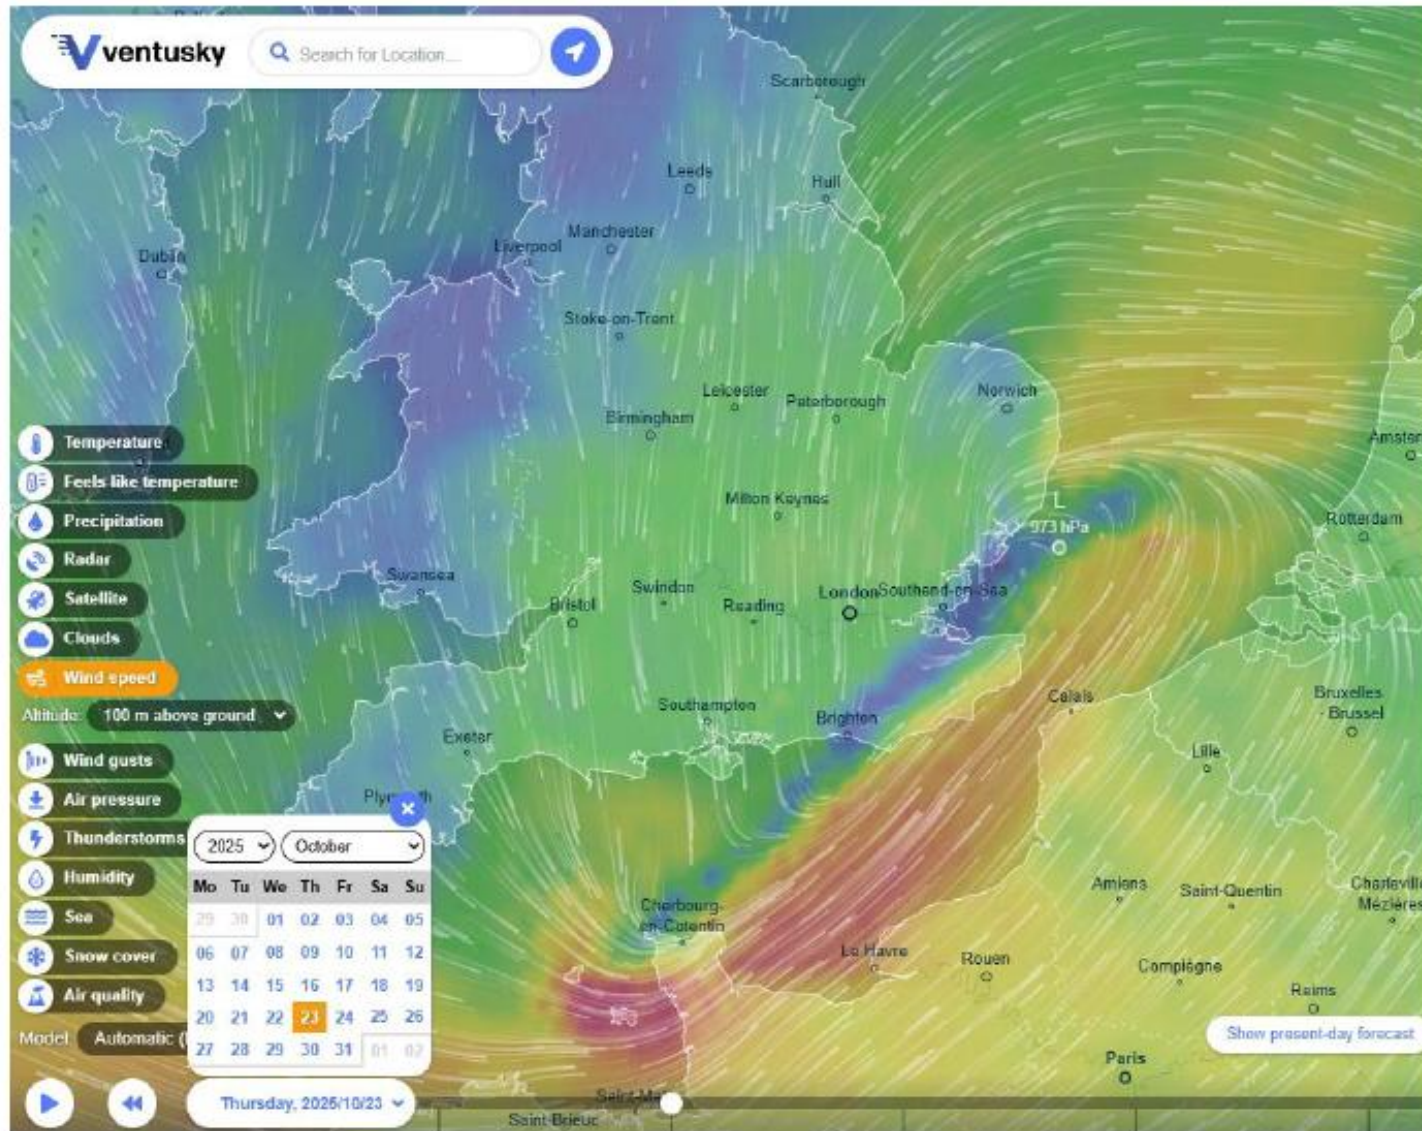 ventusky
Search for Location...
Scarborough
Leeds
Hull
Manchester
Liverpool
Dublin
Stoke-on-Trent
Leicester
Peterborough
Norwich
Birmingham
Amster
Temperature
Feels like temperature
Milton Keynes
L
973 hPa
Rotterdam
Precipitation
Radar
Swansea
Swindon
Reading
London
Southend-on-Sea
Bristol
Satellite
Clouds
Wind speed
Altitude: 100 m above ground
Southampton
Brighton
Calais
Bruxelles
- Brussel
Exeter
Lille
Wind gusts
Air pressure
Thunderstorms
2025 October
Humidity
Mo Tu We Th Fr Sa Su
29 30 01 02 03 04 05
06 07 08 09 10 11 12
13 14 15 16 17 18 19
20 21 22 23 24 25 26
27 28 29 30 31 01 02
Cherbourg-
en-Cotentin
Amiens
Saint-Quentin
Charleville
Mézières
Sea
Le Havre
Rouen
Compiègne
Snow cover
Air quality
Reims
Model Automatic (
Show present-day forecast
Paris
Thursday, 2025/10/23
Saint-Brieuc